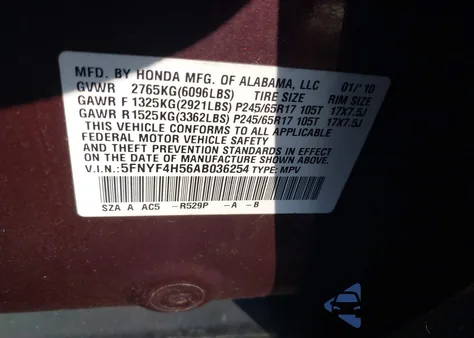 MFD. BY HONDA MFG. OF ALABAMA, LLC 01/'10
GVWR 2765KG(6096LBS) TIRE SIZE RIM SIZE
GAWR F 1325KG(2921LBS) P245/65R17 105T 17X7.5J
GAWR R 1525KG(3362LBS) P245/65R17 105T 17X7.5J
THIS VEHICLE CONFORMS TO ALL APPLICABLE
FEDERAL MOTOR VEHICLE SAFETY
AND THEFT PREVENTION STANDARDS IN EFFECT ON THE
DATE OF MANUFACTURE SHOWN ABOVE.
V.I.N.:5FNYF4H56AB036254 TYPE: MPV
SZA A AC5 -R529P -A -B